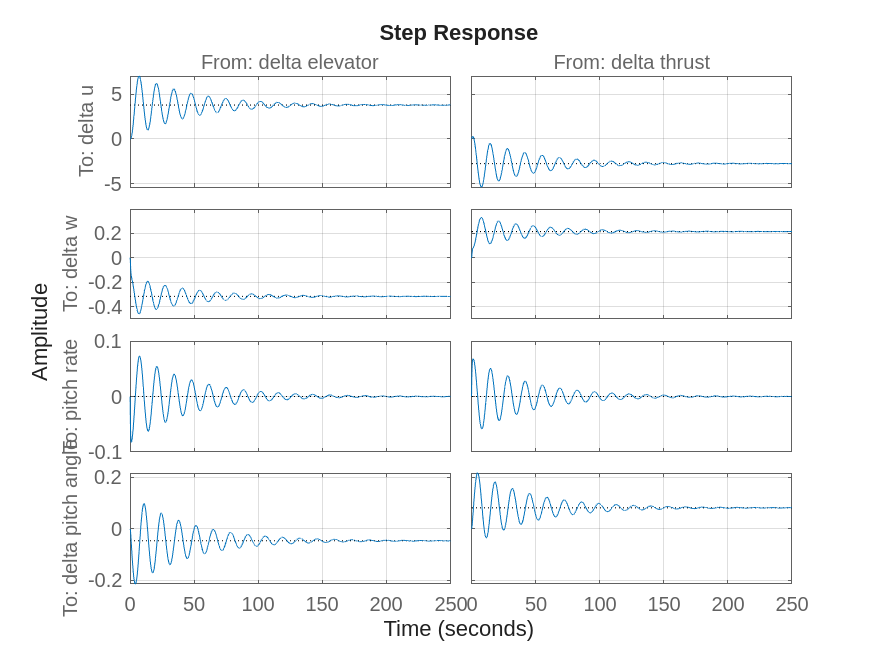 Step Response
From: delta elevator
From: delta thrust
Amplitude
To: delta u
5
0
-5
To: delta w
0.2
0
-0.2
-0.4
To: pitch rate
0.1
0
-0.1
To: delta pitch angle
0.2
0
-0.2
0 50 100 150 200 250
0 50 100 150 200 250
Time (seconds)